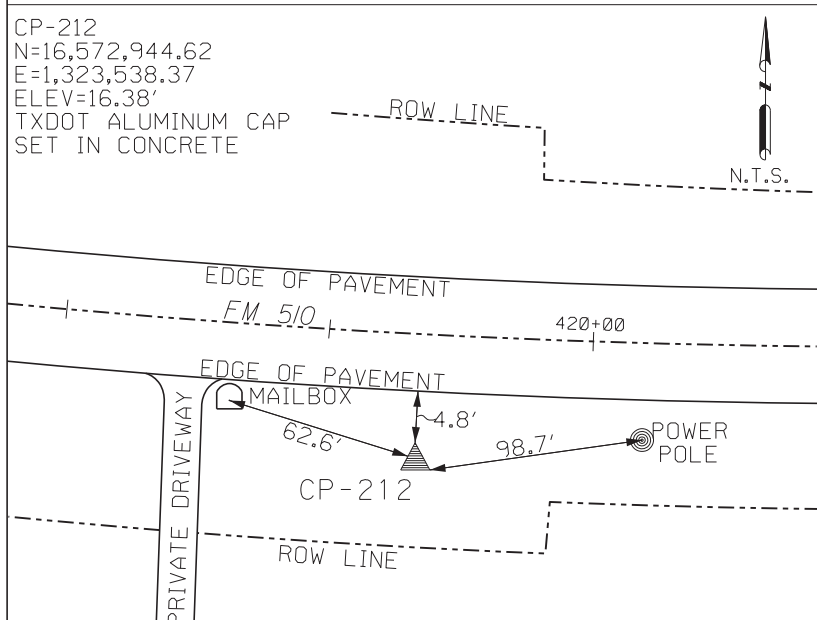 CP-212
N=16,572,944.62
E=1,323,538.37
ELEV=16.38'
TXDOT ALUMINUM CAP
SET IN CONCRETE
ROW LINE
N
N.T.S.
EDGE OF PAVEMENT
FM 510
420+00
EDGE OF PAVEMENT
MAILBOX
4.8'
62.6'
98.7'
POWER
POLE
CP-212
PRIVATE DRIVEWAY
ROW LINE